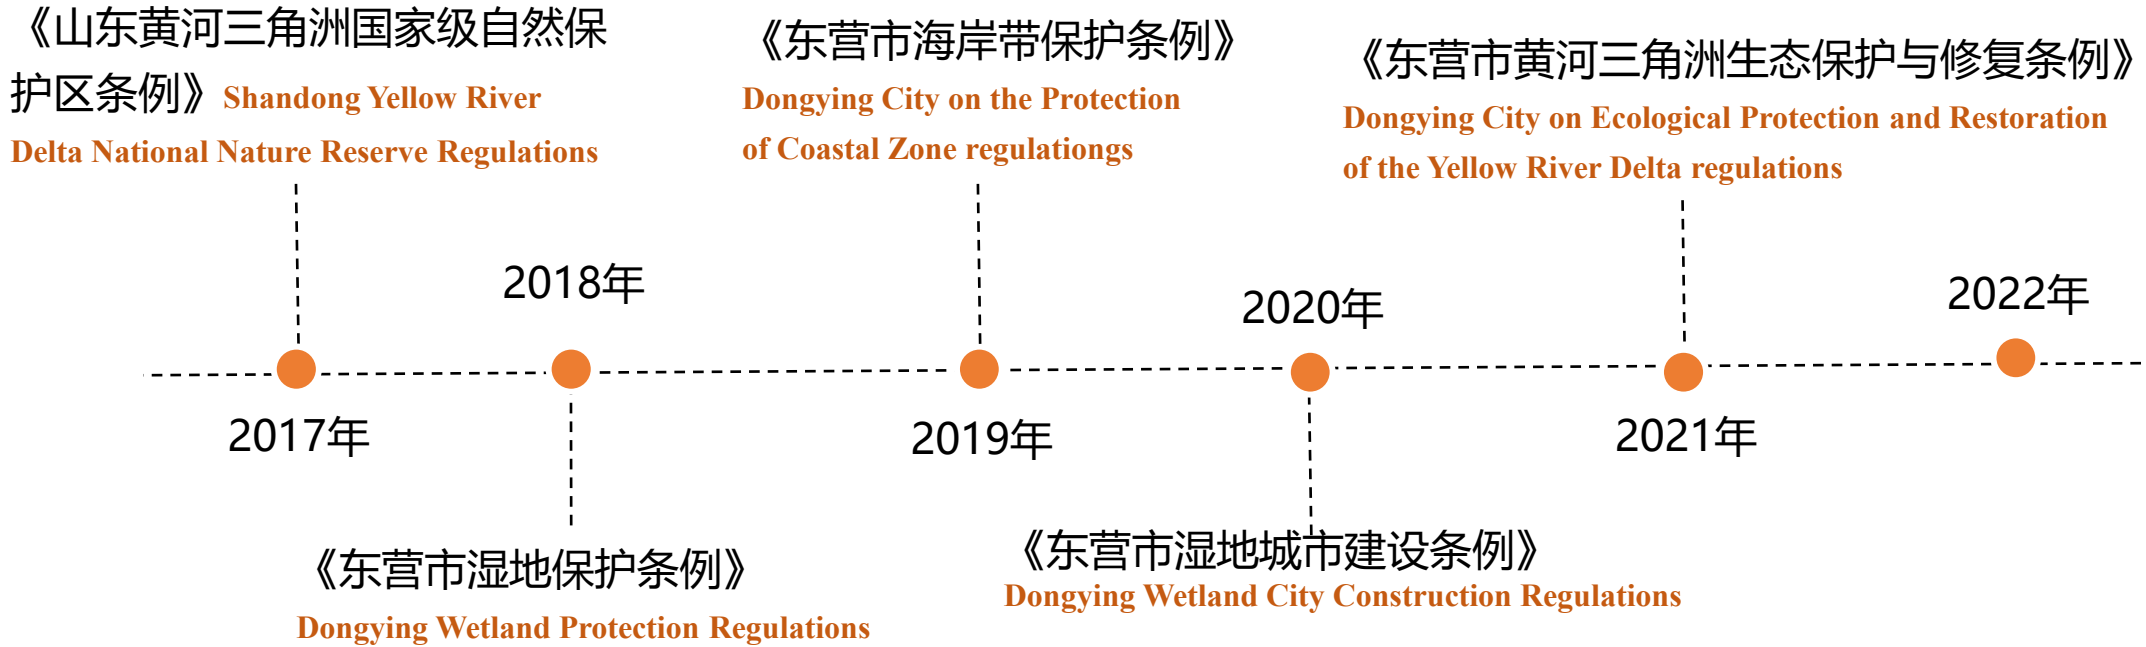 《山东黄河三角洲国家级自然保
护区条例》Shandong Yellow River
Delta National Nature Reserve Regulations
《东营市海岸带保护条例》
Dongying City on the Protection
of Coastal Zone regulationgs
《东营市黄河三角洲生态保护与修复条例》
Dongying City on Ecological Protection and Restoration
of the Yellow River Delta regulations
2018年
2020年
2022年
2017年
2019年
2021年
《东营市湿地保护条例》
Dongying Wetland Protection Regulations
《东营市湿地城市建设条例》
Dongying Wetland City Construction Regulations